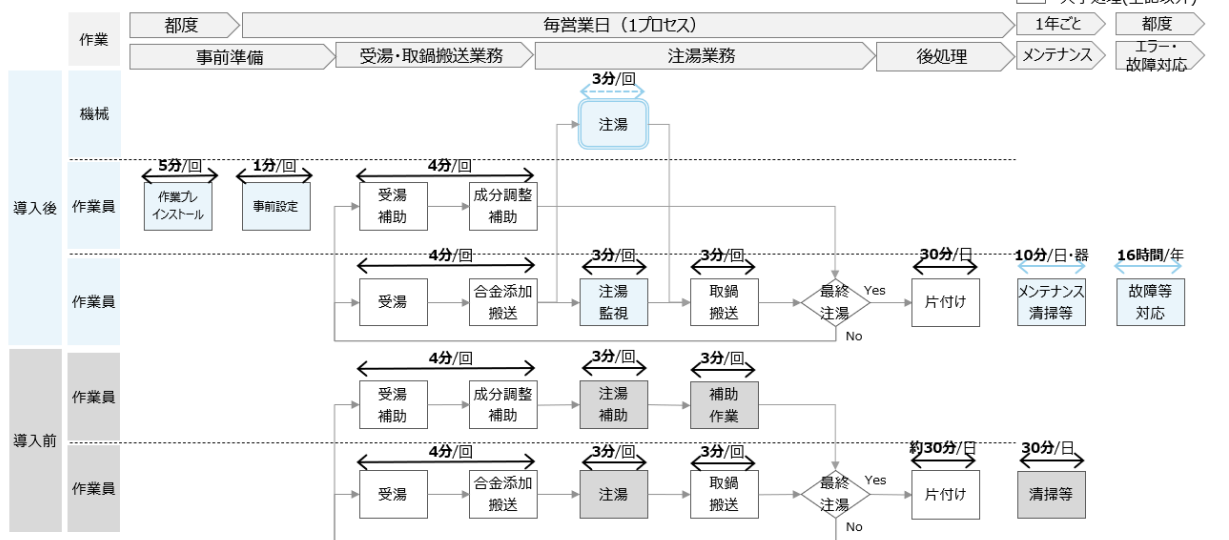 人手処理(上記以外)
作業
都度
毎営業日（1プロセス）
1年ごと
都度
事前準備
受湯・取鍋搬送業務
注湯業務
後処理
メンテナンス
エラー・
故障対応
導入後
機械
3分/回
注湯
作業員
5分/回
作業プレ
インストール
1分/回
事前設定
4分/回
受湯
補助
成分調整
補助
作業員
4分/回
受湯
合金添加
搬送
3分/回
注湯
監視
3分/回
取鍋
搬送
最終
注湯
Yes
No
30分/日
片付け
10分/日・器
メンテナンス
清掃等
16時間/年
故障等
対応
導入前
作業員
4分/回
受湯
補助
成分調整
補助
3分/回
注湯
補助
3分/回
補助
作業
作業員
4分/回
受湯
合金添加
搬送
3分/回
注湯
3分/回
取鍋
搬送
最終
注湯
Yes
No
約30分/日
片付け
30分/日
清掃等